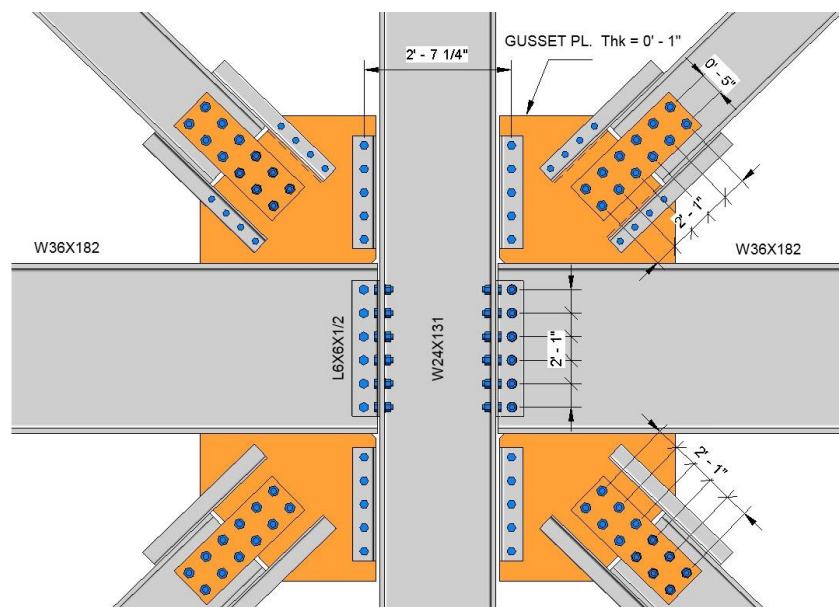 GUSSET PL. Thk = 0' - 1"
2' - 7 1/4"
0' - 5"
2' - 1"
W36X182
W36X182
L6X6X1/2
W24X131
2' - 1"
2' - 1"